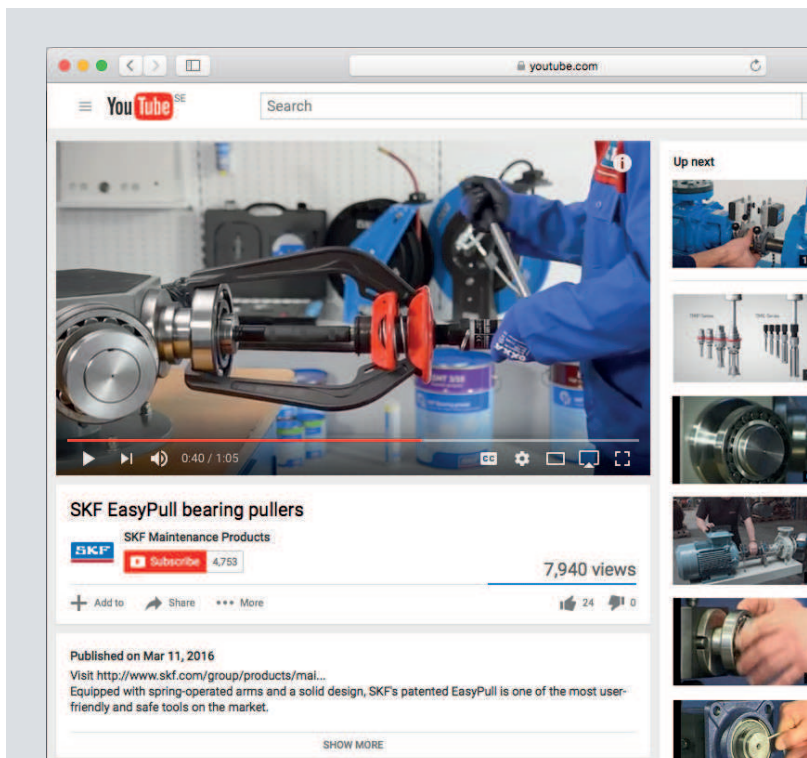 youtube.com
YouTube SE
Search
Up next
0:40 / 1:05
CC
SKF EasyPull bearing pullers
SKF
SKF Maintenance Products
Subscribe 4,753
7,940 views
Add to Share More
24 0
Published on Mar 11, 2016
Visit http://www.skf.com/group/products/mai...
Equipped with spring-operated arms and a solid design, SKF's patented EasyPull is one of the most user-
friendly and safe tools on the market.
SHOW MORE